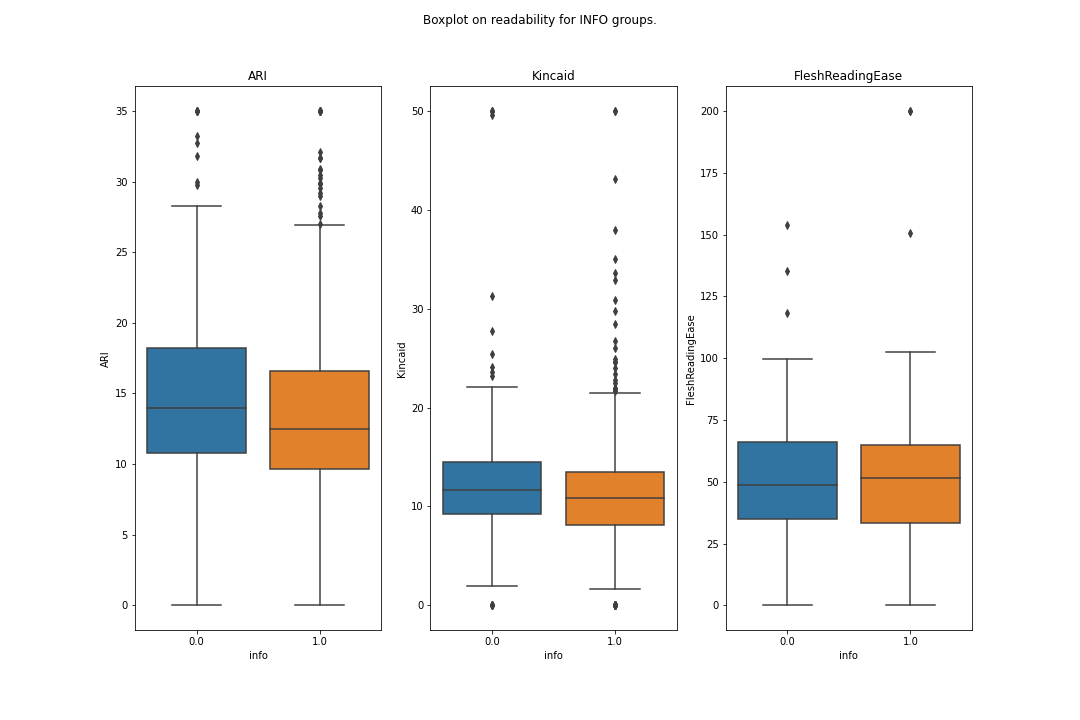 Boxplot on readability for INFO groups.
ARI
Kincaid
FleshReadingEase
ARI
35
30
25
20
15
10
5
0
0.0
1.0
info
Kincaid
50
40
30
20
10
0
0.0
1.0
info
FleshReadingEase
200
175
150
125
100
75
50
25
0
0.0
1.0
info